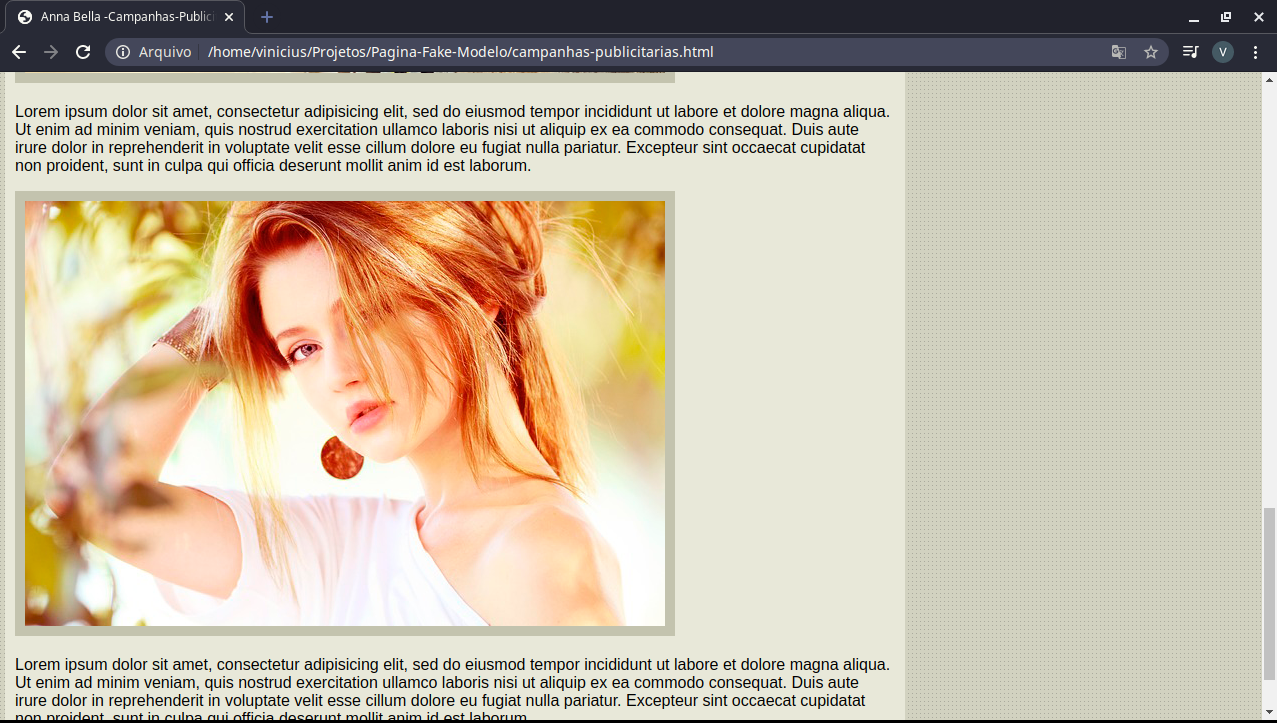 Anna Bella -Campanhas-Publici
Arquivo /home/vinicius/Projetos/Pagina-Fake-Modelo/campanhas-publicitarias.html
V
Lorem ipsum dolor sit amet, consectetur adipisicing elit, sed do eiusmod tempor incididunt ut labore et dolore magna aliqua.
Ut enim ad minim veniam, quis nostrud exercitation ullamco laboris nisi ut aliquip ex ea commodo consequat. Duis aute
irure dolor in reprehenderit in voluptate velit esse cillum dolore eu fugiat nulla pariatur. Excepteur sint occaecat cupidatat
non proident, sunt in culpa qui officia deserunt mollit anim id est laborum.
Lorem ipsum dolor sit amet, consectetur adipisicing elit, sed do eiusmod tempor incididunt ut labore et dolore magna aliqua.
Ut enim ad minim veniam, quis nostrud exercitation ullamco laboris nisi ut aliquip ex ea commodo consequat. Duis aute
irure dolor in reprehenderit in voluptate velit esse cillum dolore eu fugiat nulla pariatur. Excepteur sint occaecat cupidatat
non proident, sunt in culpa qui officia deserunt mollit anim id est laborum.